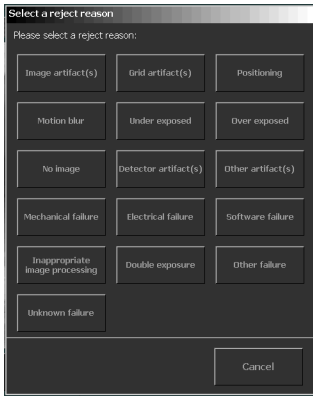 Select a reject reason
Please select a reject reason:
Image artifact(s)
Grid artifact(s)
Positioning
Motion blur
Under exposed
Over exposed
No image
Detector artifact(s)
Other artifact(s)
Mechanical failure
Electrical failure
Software failure
Inappropriate
image processing
Double exposure
Other failure
Unknown failure
Cancel